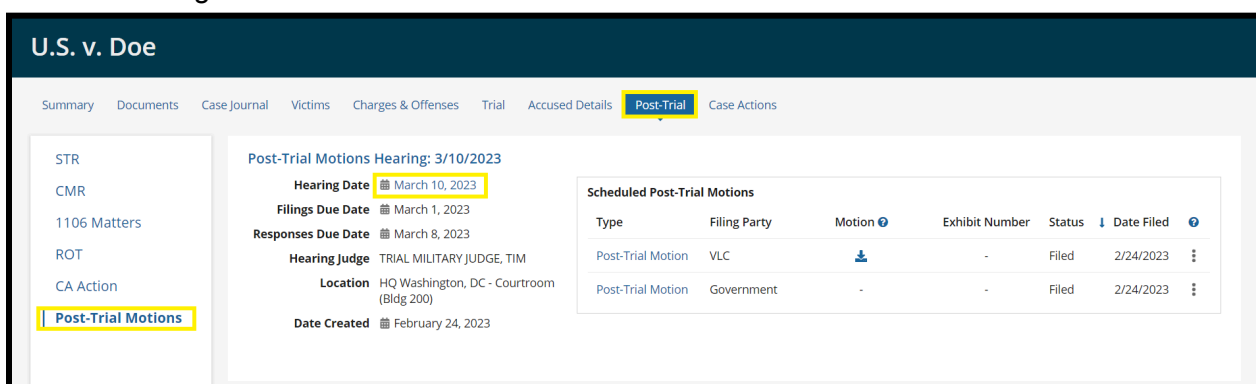 U.S. v. Doe
Summary Documents Case Journal Victims Charges & Offenses Trial Accused Details Post-Trial Case Actions
STR
CMR
1106 Matters
ROT
CA Action
Post-Trial Motions
Post-Trial Motions Hearing: 3/10/2023
Hearing Date March 10, 2023
Filings Due Date March 1, 2023
Responses Due Date March 8, 2023
Hearing Judge TRIAL MILITARY JUDGE, TIM
Location HQ Washington, DC - Courtroom
(Bldg 200)
Date Created February 24, 2023
Scheduled Post-Trial Motions
Type Filing Party Motion ? Exhibit Number Status ↓ Date Filed ?
Post-Trial Motion VLC - Filed 2/24/2023
Post-Trial Motion Government - - Filed 2/24/2023